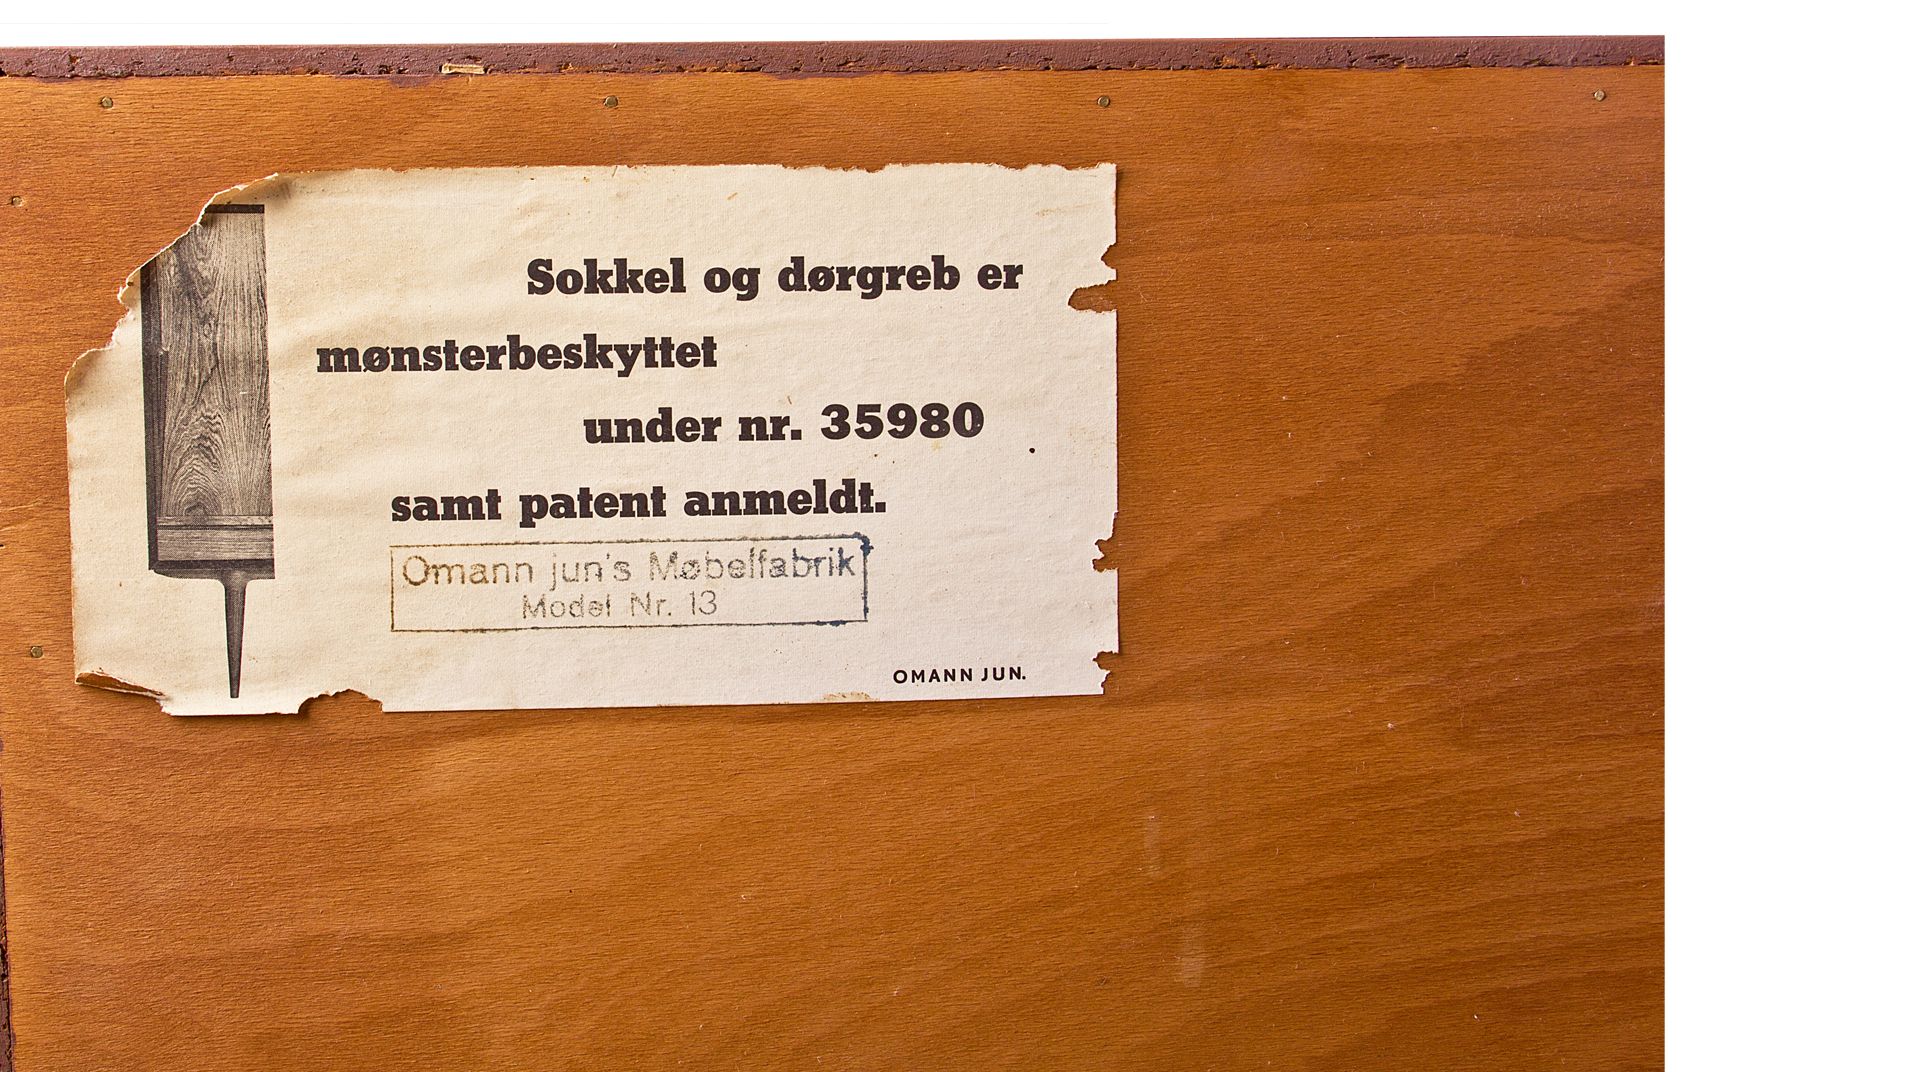 Sokkel og dørgreb er
mønsterbeskyttet
under nr. 35980
samt patent anmeldt.
Omann jun's Møbelfabrik
Model Nr. 13
OMANN JUN.